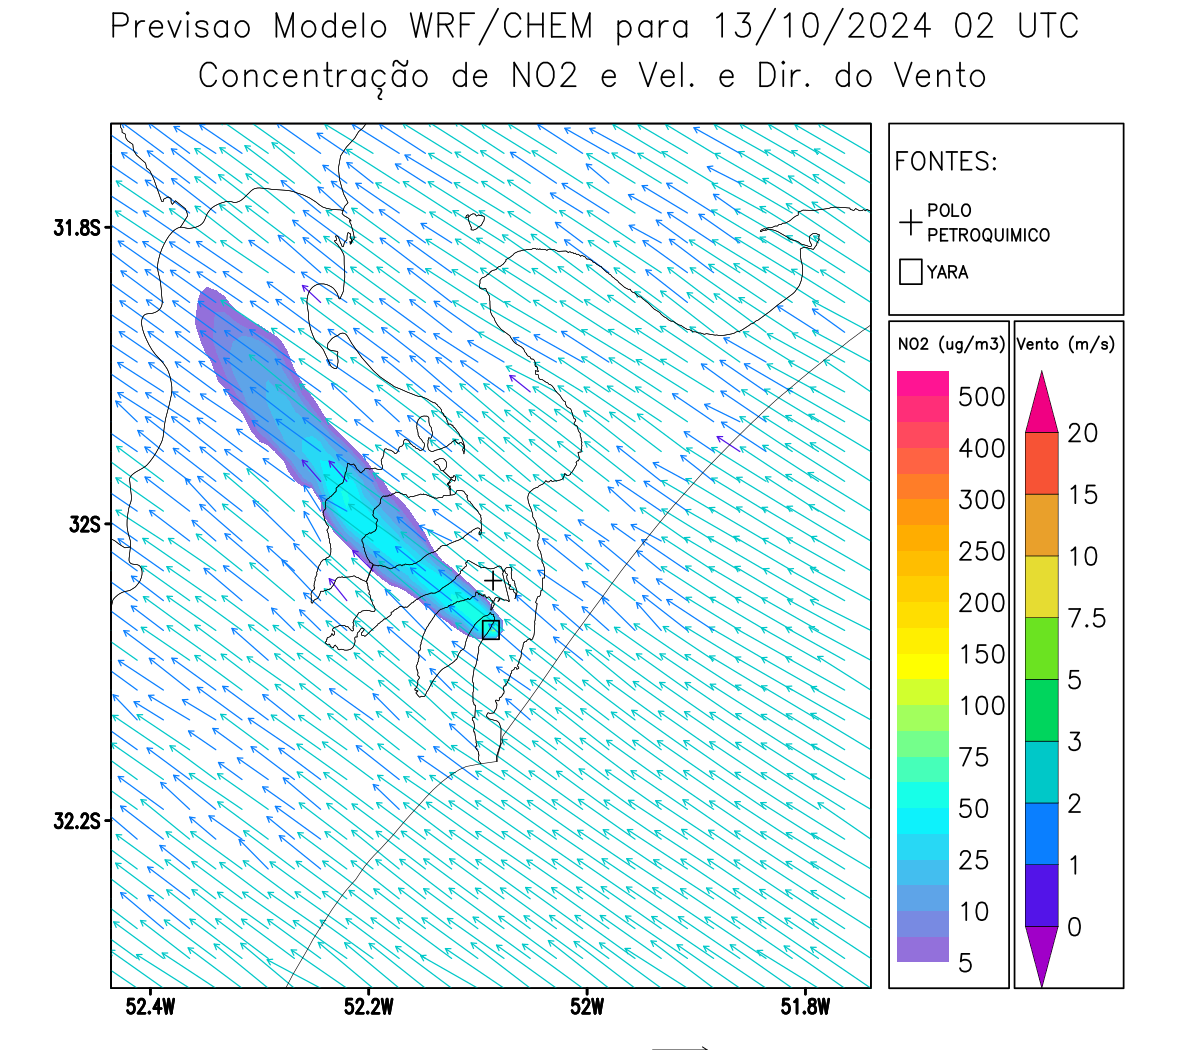 Previsao Modelo WRF/CHEM para 13/10/2024 02 UTC
Concentração de NO2 e Vel. e Dir. do Vento
FONTES:
POLO
PETROQUIMICO
YARA
31.8S
32S
32.2S
52.4W
52.2W
52W
51.8W
NO2 (ug/m3)
500
400
300
250
200
150
100
75
50
25
10
5
Vento (m/s)
20
15
10
7.5
5
3
2
1
0